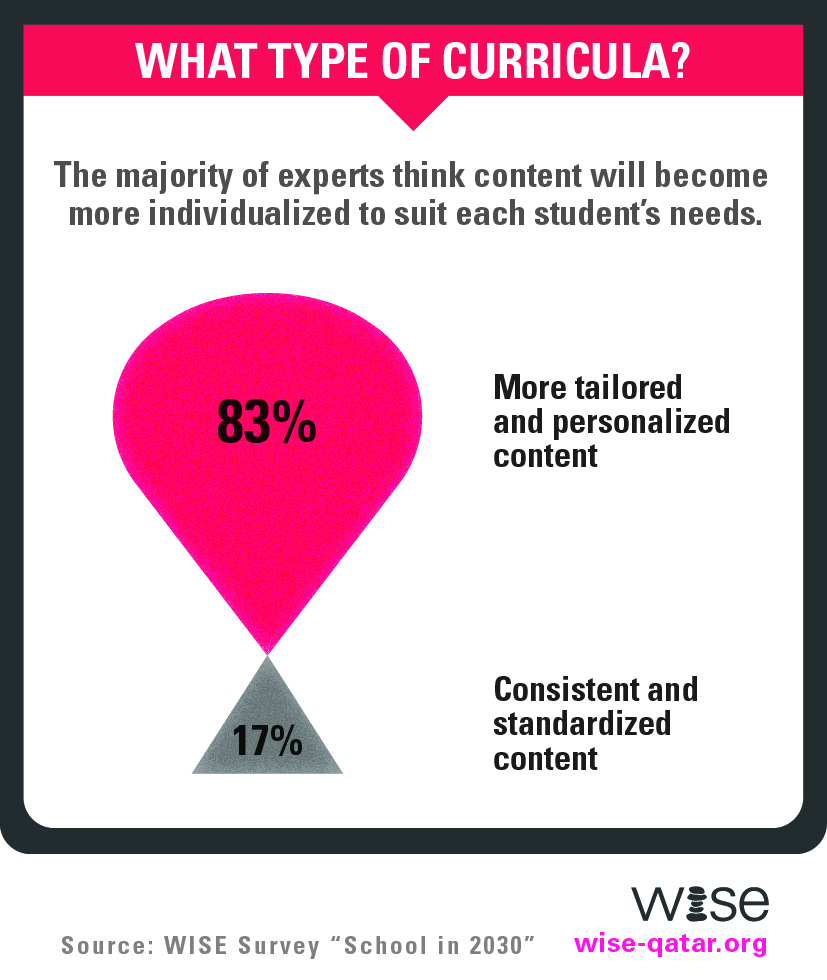 WHAT TYPE OF CURRICULA?
The majority of experts think content will become
more individualized to suit each student’s needs.
83%
More tailored
and personalized
content
17%
Consistent and
standardized
content
wise
Source: WISE Survey “School in 2030”
wise-qatar.org